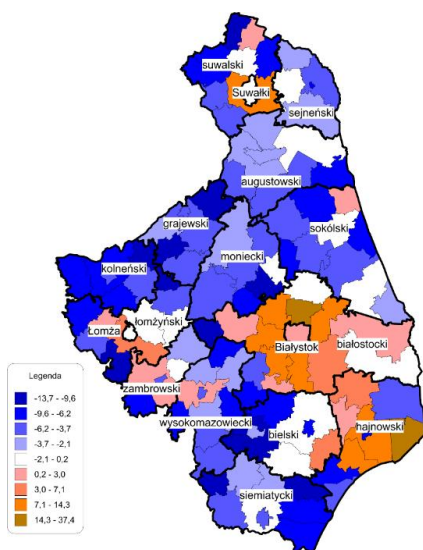 suwalski
Suwałki
sejneński
augustowski
grajewski
sokólski
kolneński
moniecki
Łomża
łomżyński
Białystok
białostocki
zambrowski
wysokomazowiecki
bielski
hajnowski
siemiatycki
Legenda
-13,7 - -9,6
-9,6 - -6,2
-6,2 - -3,7
-3,7 - -2,1
-2,1 - 0,2
0,2 - 3,0
3,0 - 7,1
7,1 - 14,3
14,3 - 37,4